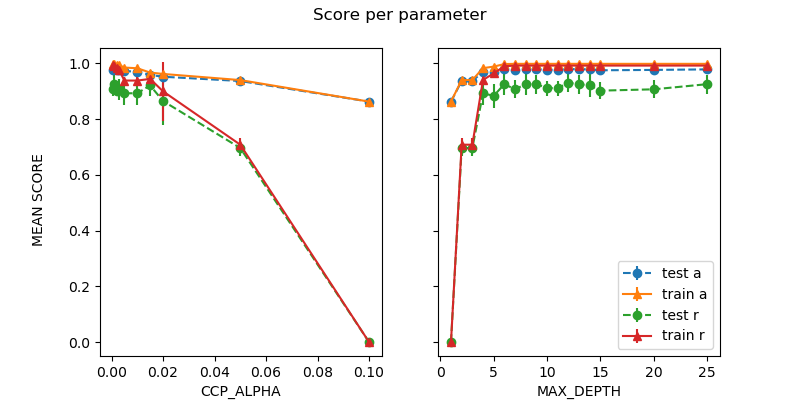 Score per parameter
MEAN SCORE
1.0
0.8
0.6
0.4
0.2
0.0
0.00 0.02 0.04 0.06 0.08 0.10
CCP_ALPHA
0 5 10 15 20 25
MAX_DEPTH
test a
train a
test r
train r